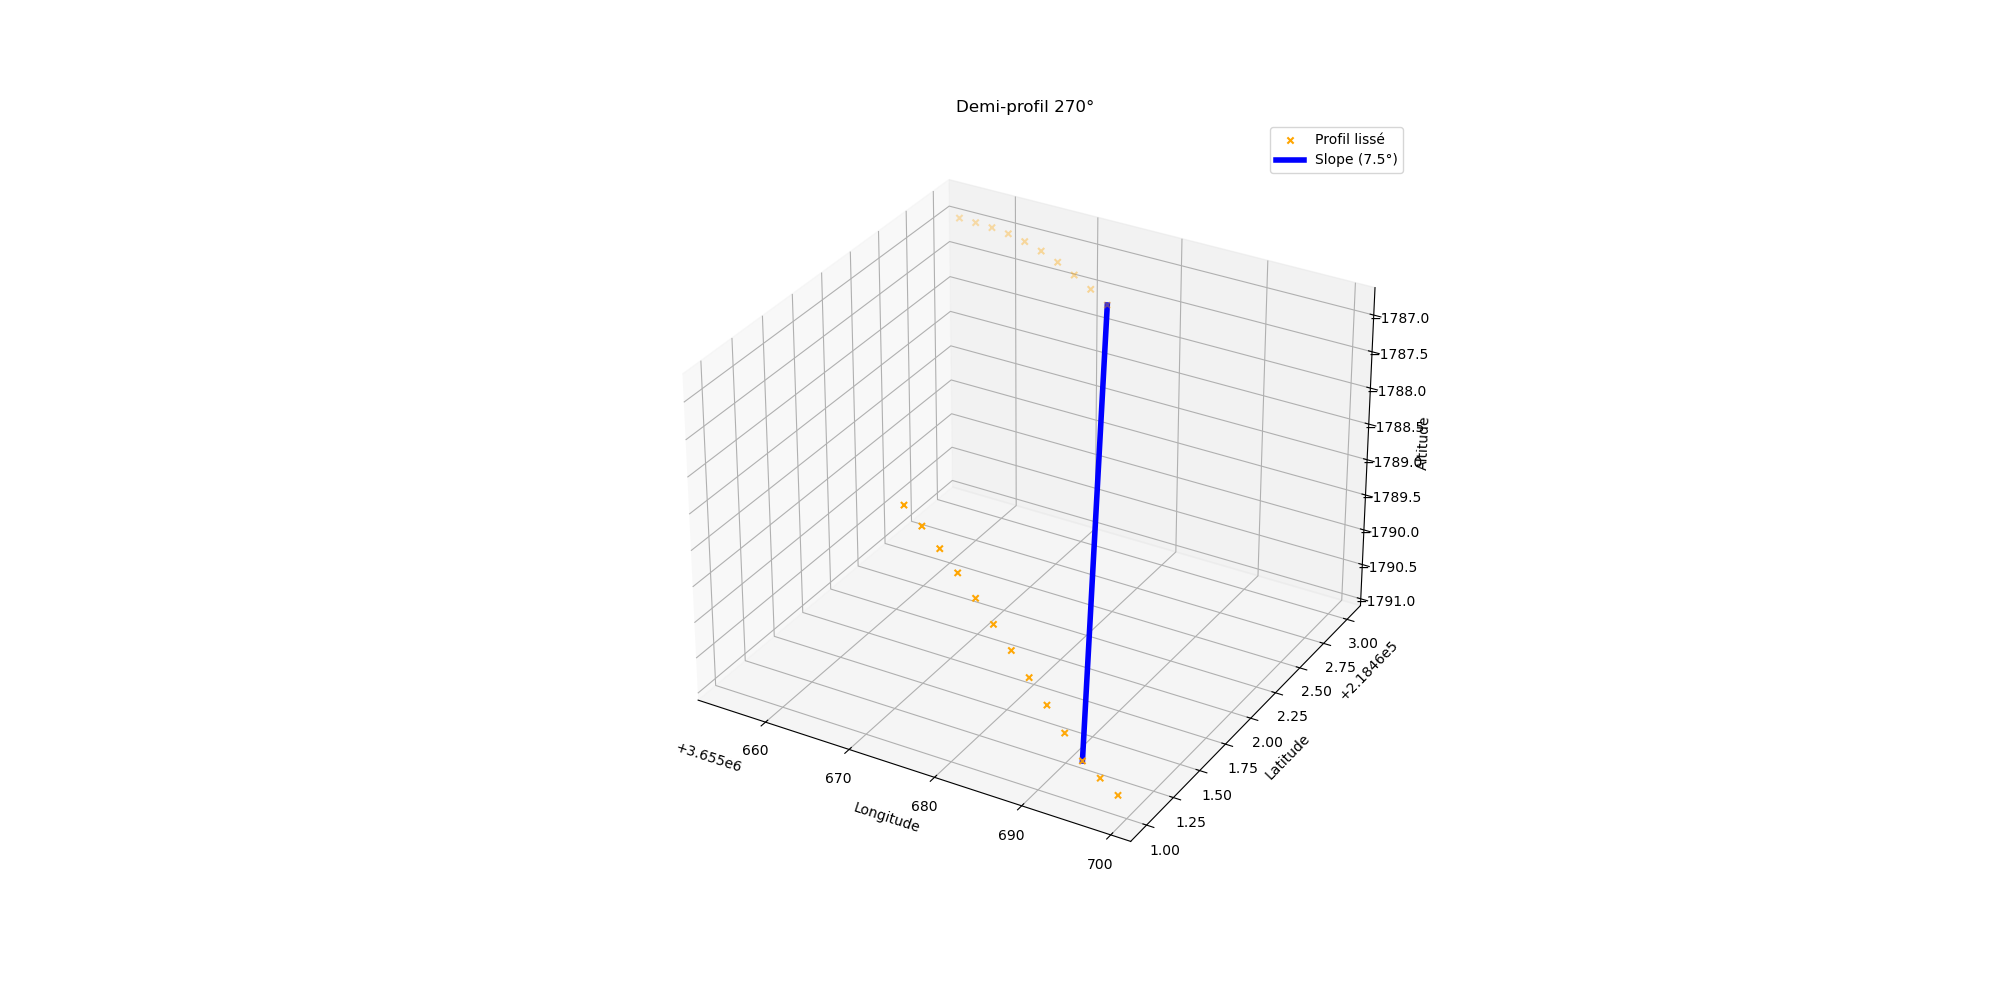 Demi-profil 270°
Profil lissé
Slope (7.5°)
−1787.0
−1787.5
−1788.0
−1788.5
−1789.0
−1789.5
−1790.0
−1790.5
−1791.0
Altitude
3.00
2.75
2.50
2.25
2.00
1.75
1.50
1.25
1.00
+2.1846e5
Latitude
+3.655e6
660
670
680
690
700
Longitude